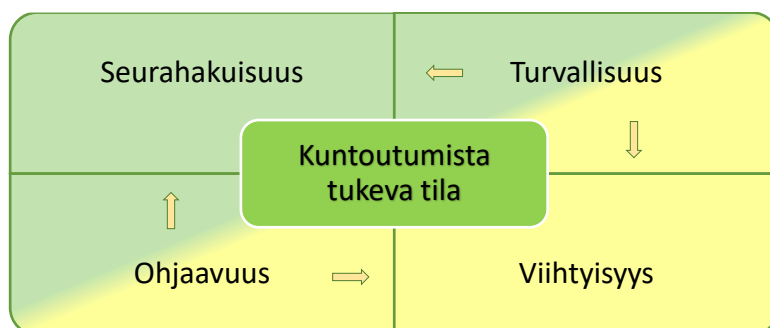 Seurahakuisuus
Turvallisuus
Kuntoutumista
tukeva tila
Ohjaavuus
Viihtyisyys